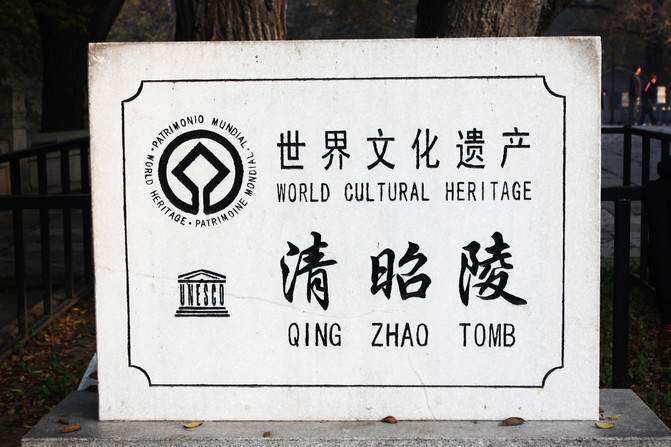 PATRIMONIO MUNDIAL · WORLD HERITAGE · PATRIMOINE MONDIAL ·
世界文化遗产
WORLD CULTURAL HERITAGE
UNESCO
清昭陵
QING ZHAO TOMB